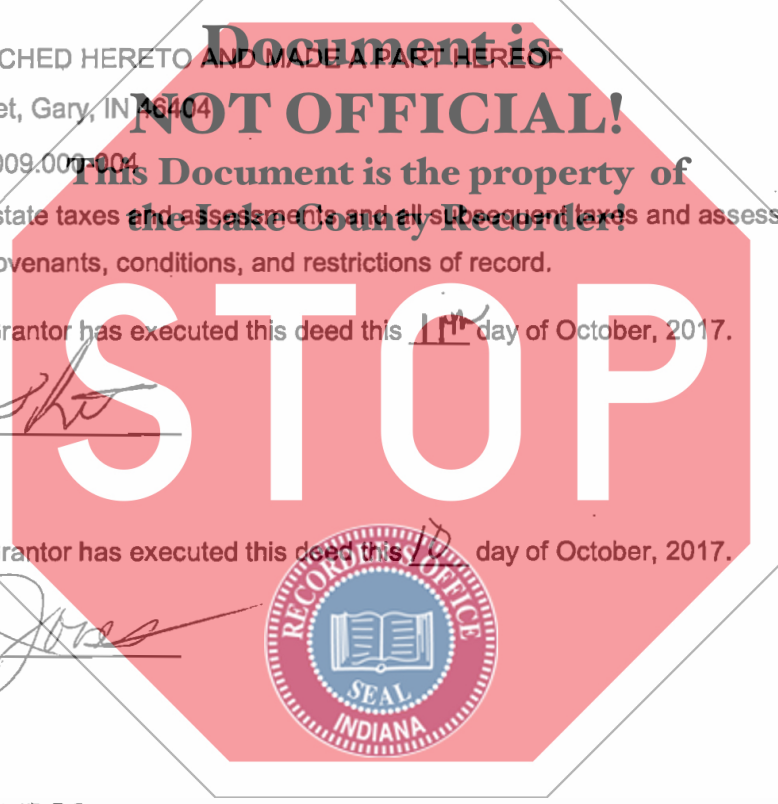 Document is
CHED HERETO AND MADE A PART HEREOF
et, Gary, IN 46404
NOT OFFICIAL!
009.000-004
This Document is the property of
state taxes and assessments and all subsequent taxes and assess
the Lake County Recorder!
ovenants, conditions, and restrictions of record.
STOP
rantor has executed this deed this day of October, 2017.
rantor has executed this deed this 18 day of October, 2017.
Jones
RECORDER'S OFFICE
SEAL
INDIANA